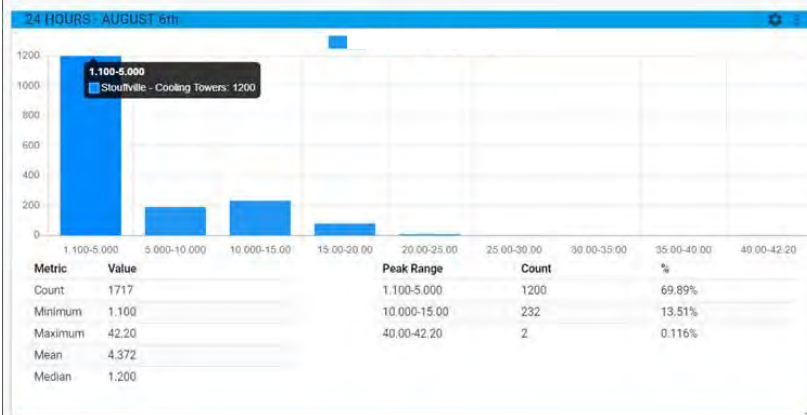 24 HOURS - AUGUST 6th
1200
1.100-5.000
Stouffville - Cooling Towers: 1200
1000
800
600
400
200
0
1.100-5.000 5.000-10.000 10.000-15.00 15.00-20.00 20.00-25.00 25.00-30.00 30.00-35.00 35.00-40.00 40.00-42.20
Metric Value Peak Range Count %
Count 1717 1.100-5.000 1200 69.89%
Minimum 1.100 10.000-15.00 232 13.51%
Maximum 42.20 40.00-42.20 2 0.116%
Mean 4.372
Median 1.200